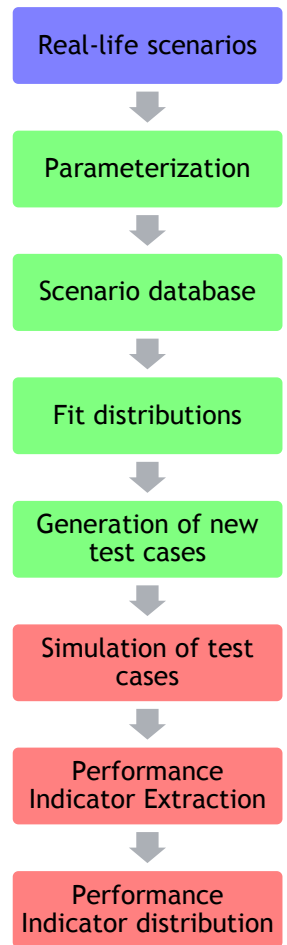 Real-life scenarios
Parameterization
Scenario database
Fit distributions
Generation of new
test cases
Simulation of test
cases
Performance
Indicator Extraction
Performance
Indicator distribution